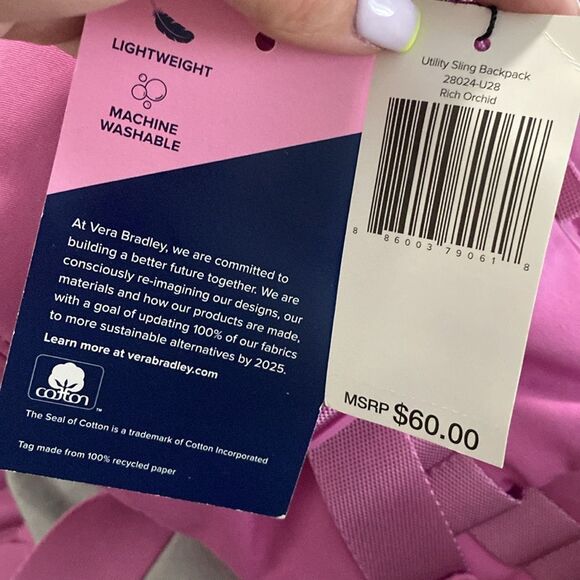 LIGHTWEIGHT
MACHINE
WASHABLE
At Vera Bradley, we are committed to
building a better future together. We are
consciously re-imagining our designs, our
materials and how our products are made,
with a goal of updating 100% of our fabrics
to more sustainable alternatives by 2025.
Learn more at verabradley.com
cotton
™
The Seal of Cotton is a trademark of Cotton Incorporated
Tag made from 100% recycled paper
Utility Sling Backpack
28024-U28
Rich Orchid
8 86003 79061 8
MSRP $60.00